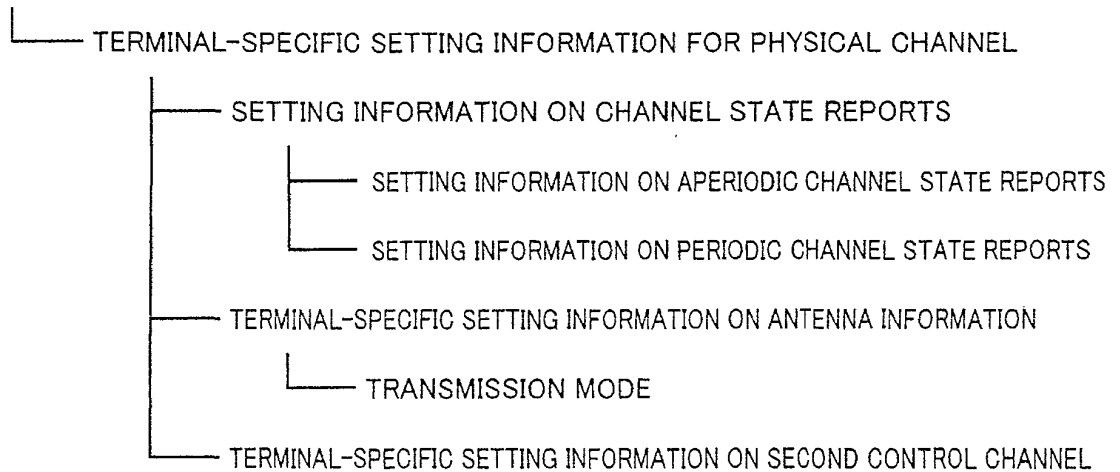 TERMINAL-SPECIFIC SETTING INFORMATION FOR PHYSICAL CHANNEL
SETTING INFORMATION ON CHANNEL STATE REPORTS
SETTING INFORMATION ON APERIODIC CHANNEL STATE REPORTS
SETTING INFORMATION ON PERIODIC CHANNEL STATE REPORTS
TERMINAL-SPECIFIC SETTING INFORMATION ON ANTENNA INFORMATION
TRANSMISSION MODE
TERMINAL-SPECIFIC SETTING INFORMATION ON SECOND CONTROL CHANNEL